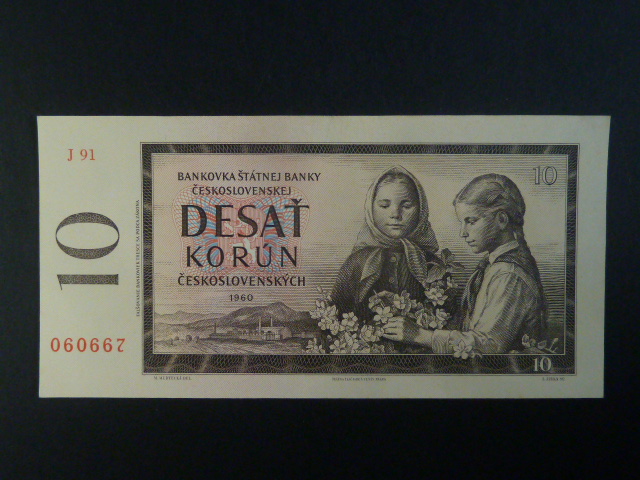 J 91
10
BANKOVKA ŠTÁTNEJ BANKY
ČESKOSLOVENSKEJ
DESAŤ
KORÚN
ČESKOSLOVENSKÝCH
1960
10
060667
10